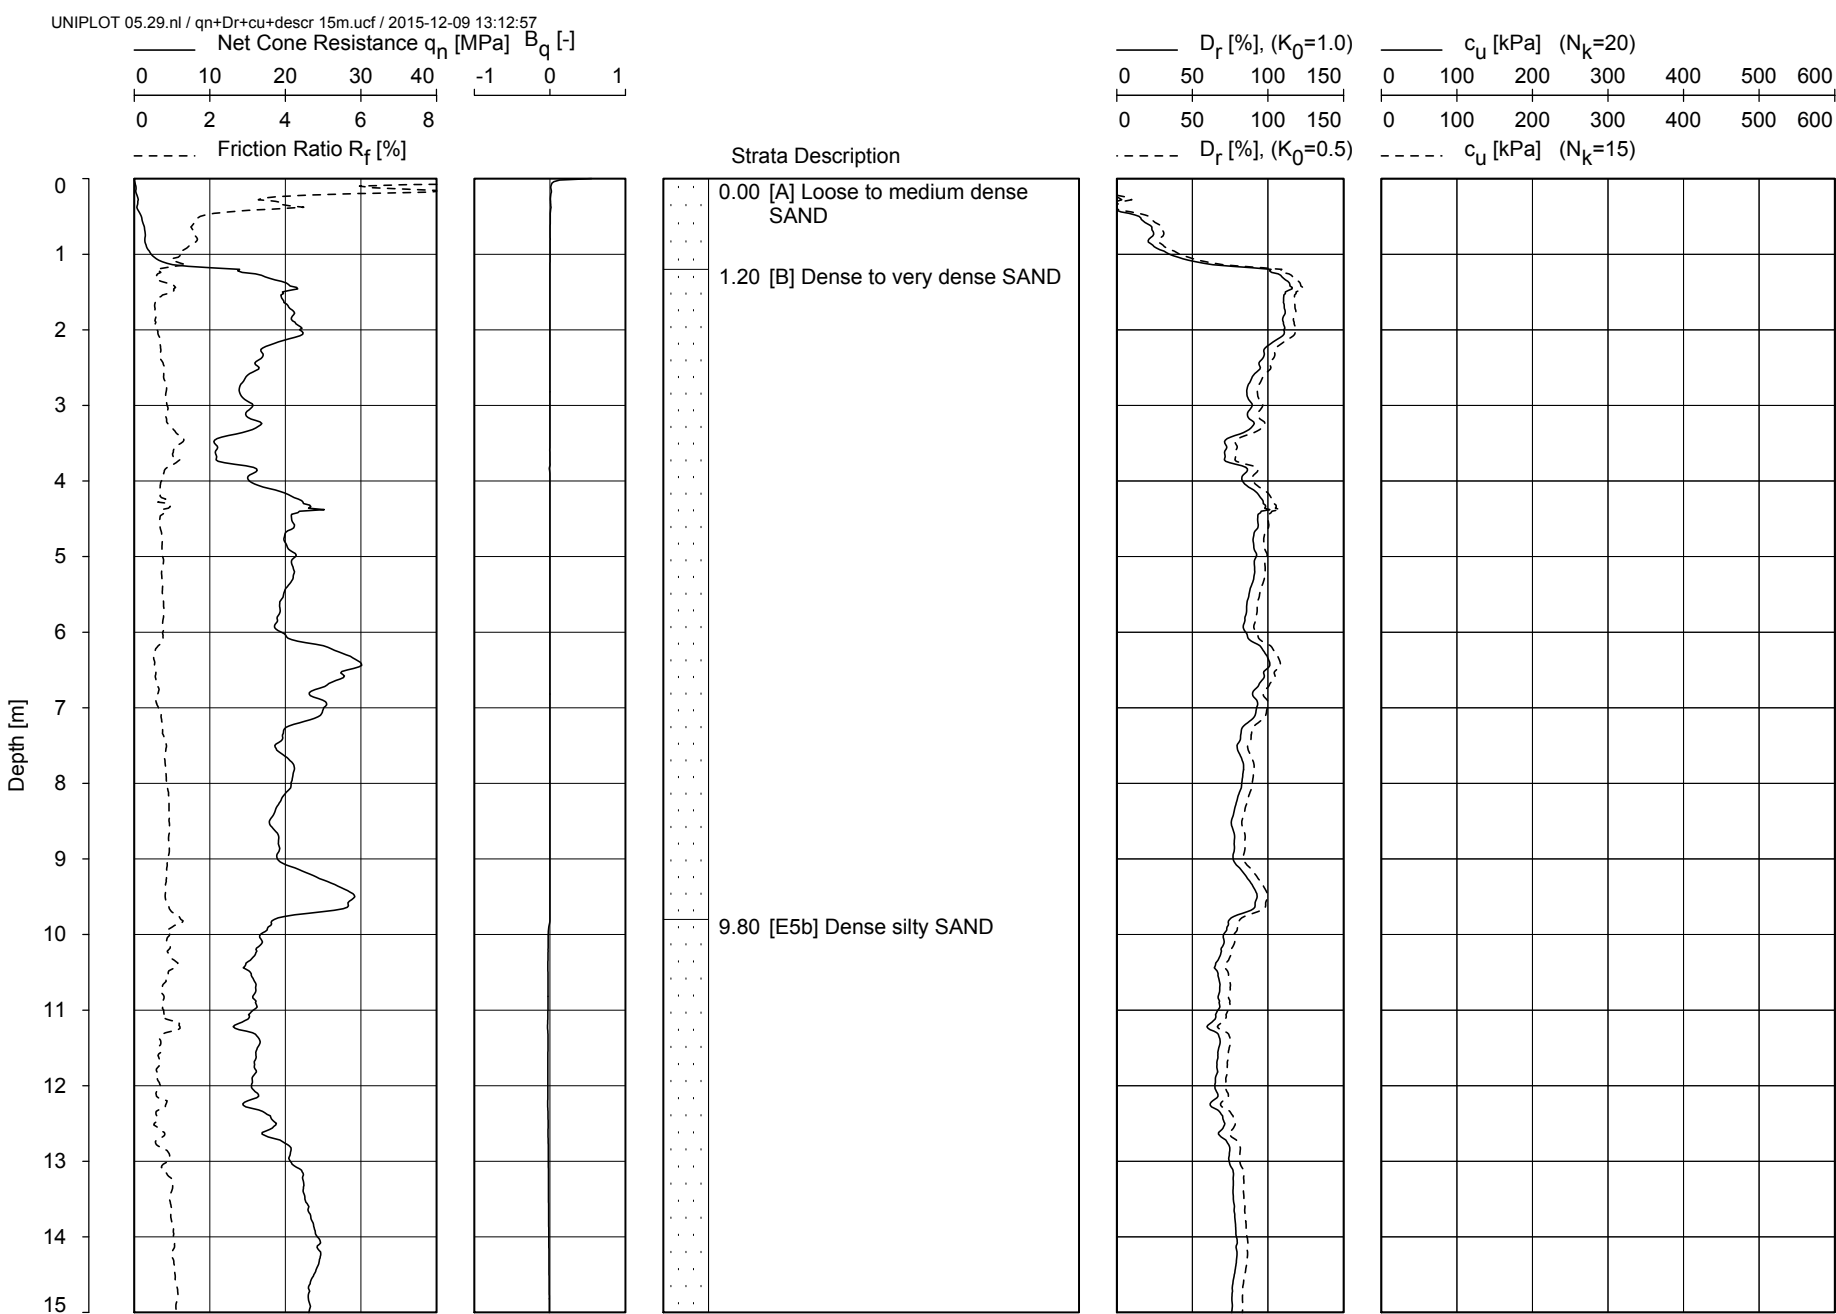 UNIPLOT 05.29.nl / qn+Dr+cu+descr 15m.ucf / 2015-12-09 13:12:57
Net Cone Resistance qn [MPa] Bq [-]
Dr [%], (K0=1.0)
cu [kPa] (Nk=20)
0 10 20 30 40
-1 0 1
0 50 100 150
0 100 200 300 400 500 600
0 2 4 6 8
0 50 100 150
0 100 200 300 400 500 600
Friction Ratio Rf [%]
Strata Description
Dr [%], (K0=0.5)
cu [kPa] (Nk=15)
0
0.00 [A] Loose to medium dense
SAND
1
1.20 [B] Dense to very dense SAND
2
3
4
5
6
7
Depth [m]
8
9
9.80 [E5b] Dense silty SAND
10
11
12
13
14
15